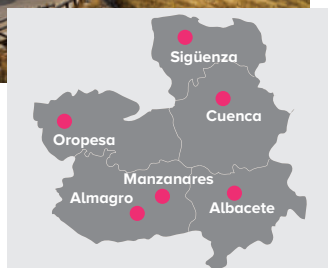 Sigüenza
Cuenca
Oropesa
Manzanares
Almagro
Albacete